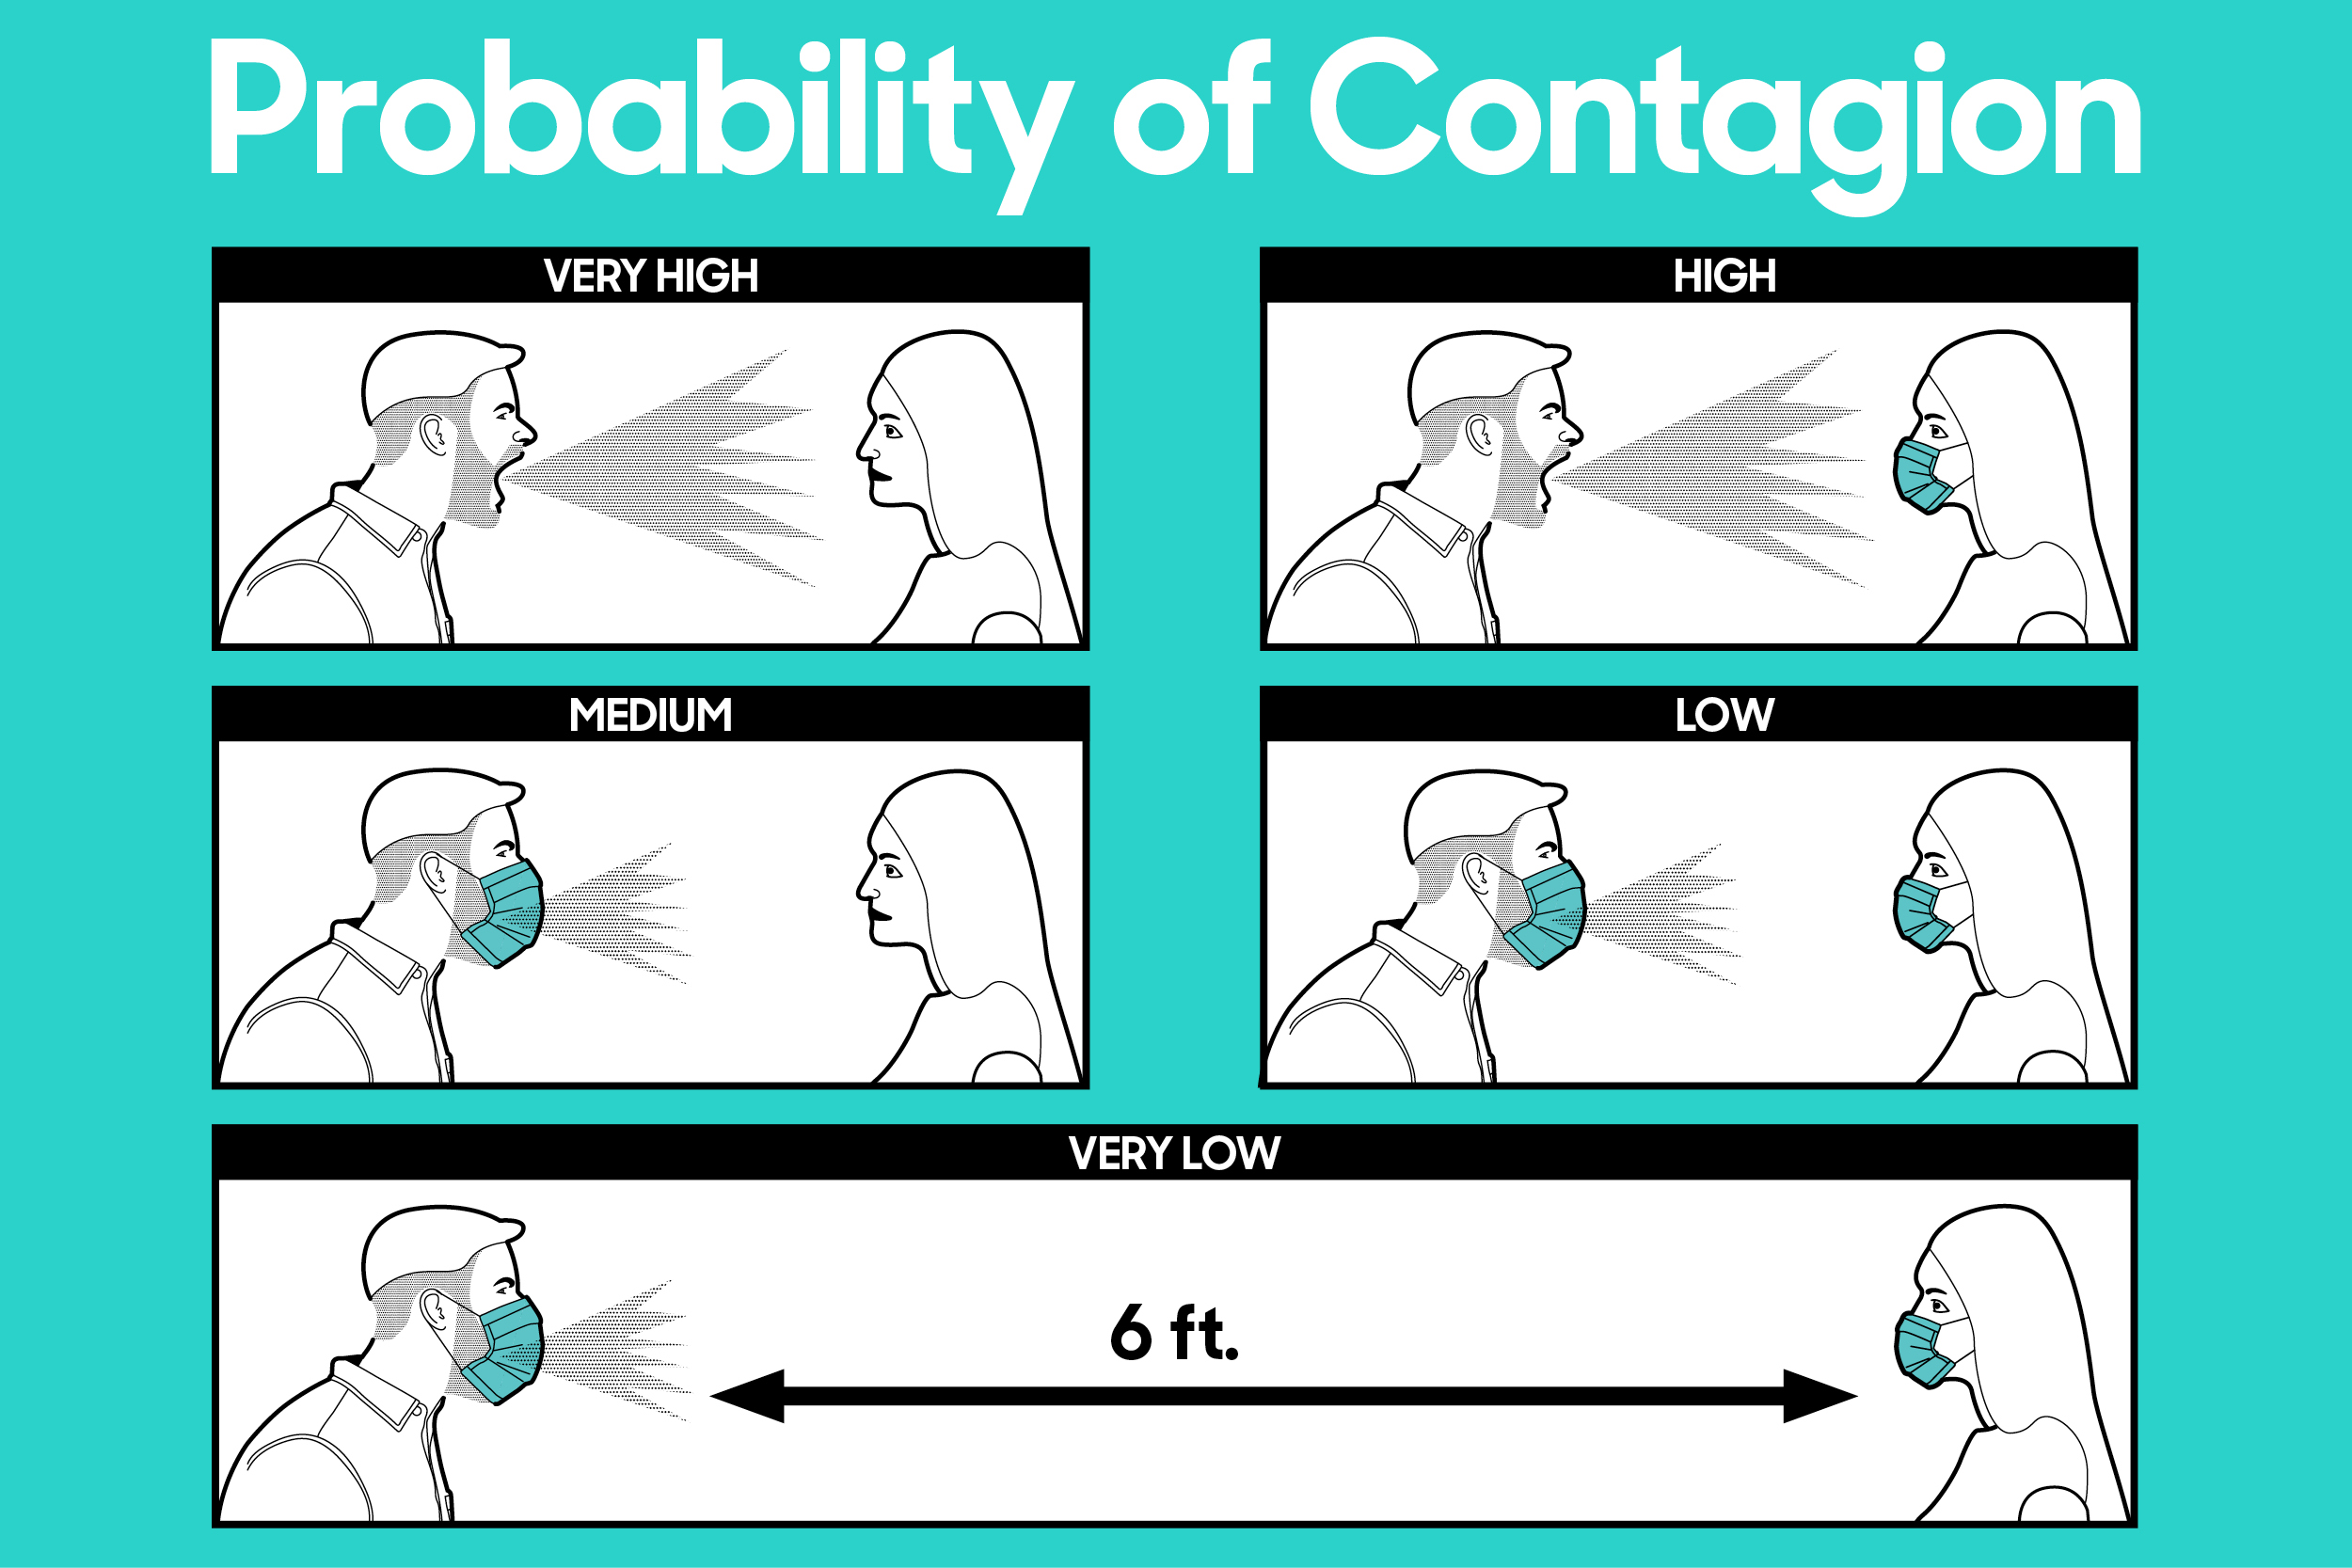 Probability of Contagion
VERY HIGH
HIGH
MEDIUM
LOW
VERY LOW
6 ft.